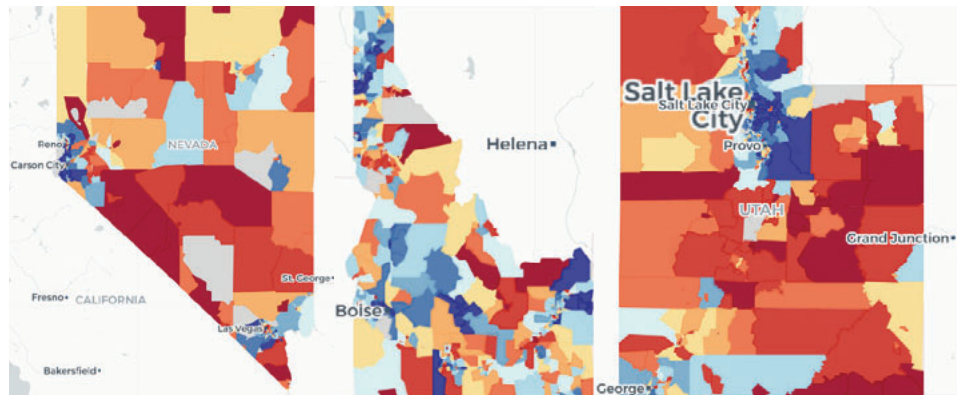 Reno
Carson City
NEVADA
St. George
Fresno
CALIFORNIA
Las Vegas
Bakersfield
Helena
Boise
Salt Lake
City
Salt Lake City
Provo
UTAH
Grand Junction
George